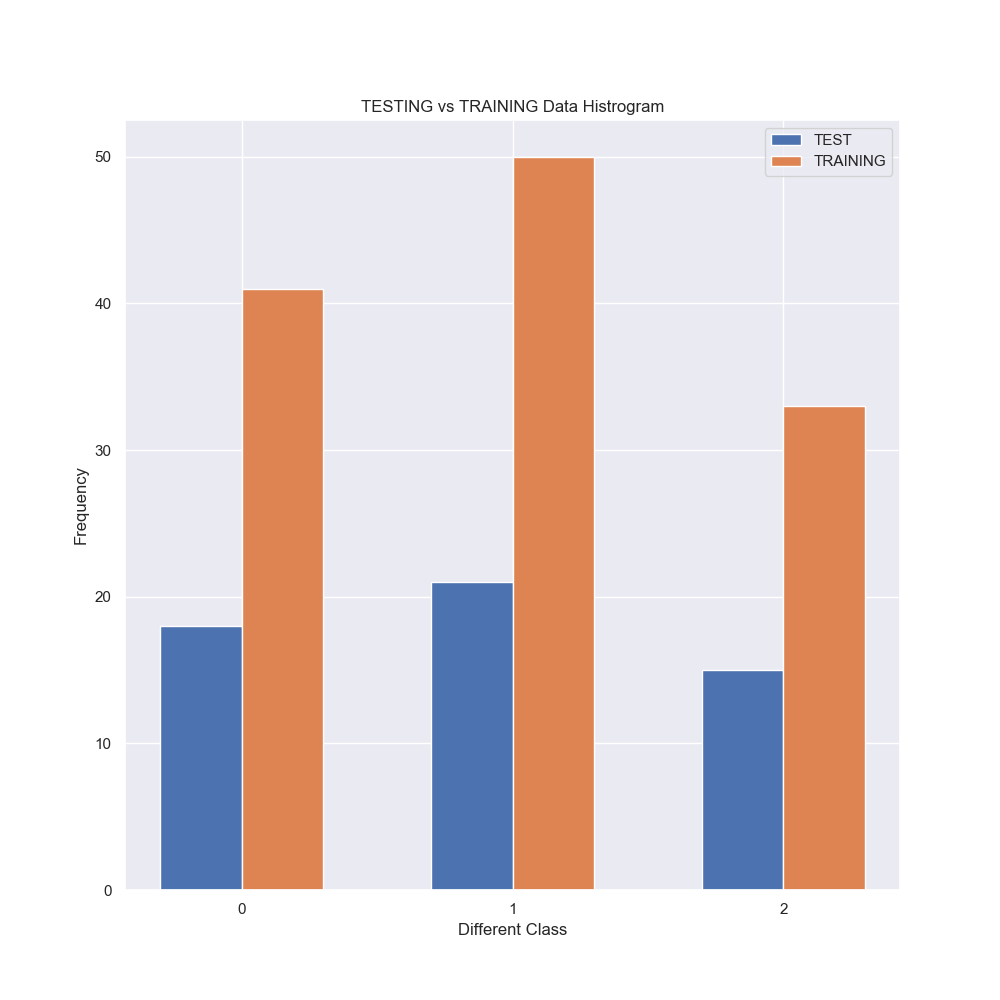 TESTING vs TRAINING Data Histrogram
TEST
TRAINING
50
40
30
20
10
0
Frequency
0 1 2
Different Class